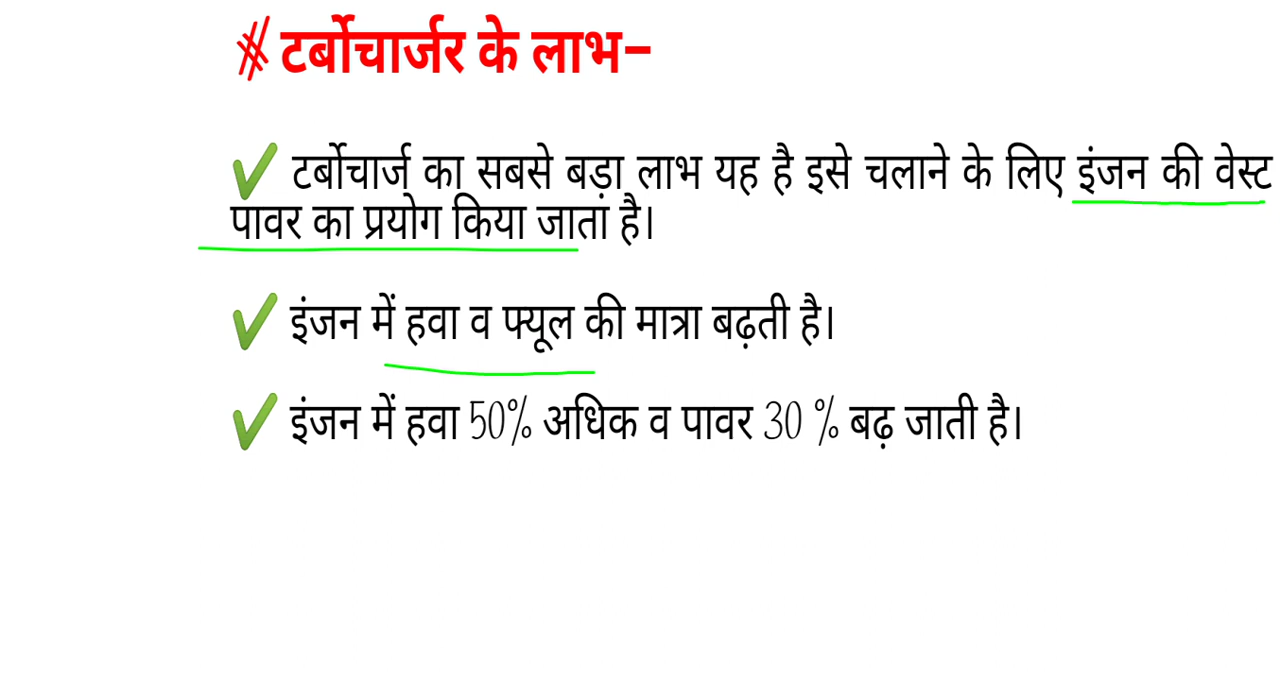 # टर्बोचार्जर के लाभ-
✔ टर्बोचार्ज का सबसे बड़ा लाभ यह है इसे चलाने के लिए इंजन की वेस्ट
पावर का प्रयोग किया जाता है।
✔ इंजन में हवा व फ्यूल की मात्रा बढ़ती है।
✔ इंजन में हवा 50% अधिक व पावर 30 % बढ़ जाती है।